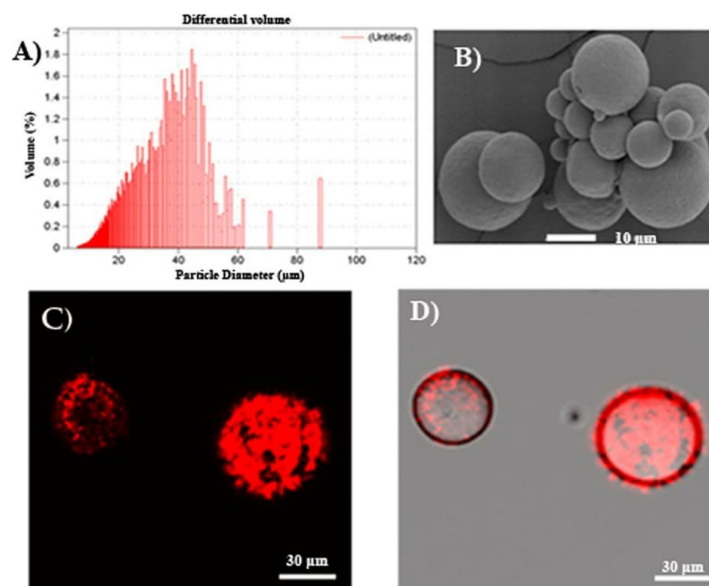 Differential volume
A)
(Untitled)
2
1.8
1.6
1.4
1.2
1
0.8
0.6
0.4
0.2
0
Volume (%)
20
40
60
80
100
120
Particle Diameter (µm)
B)
10 µm
C)
30 µm
D)
30 µm